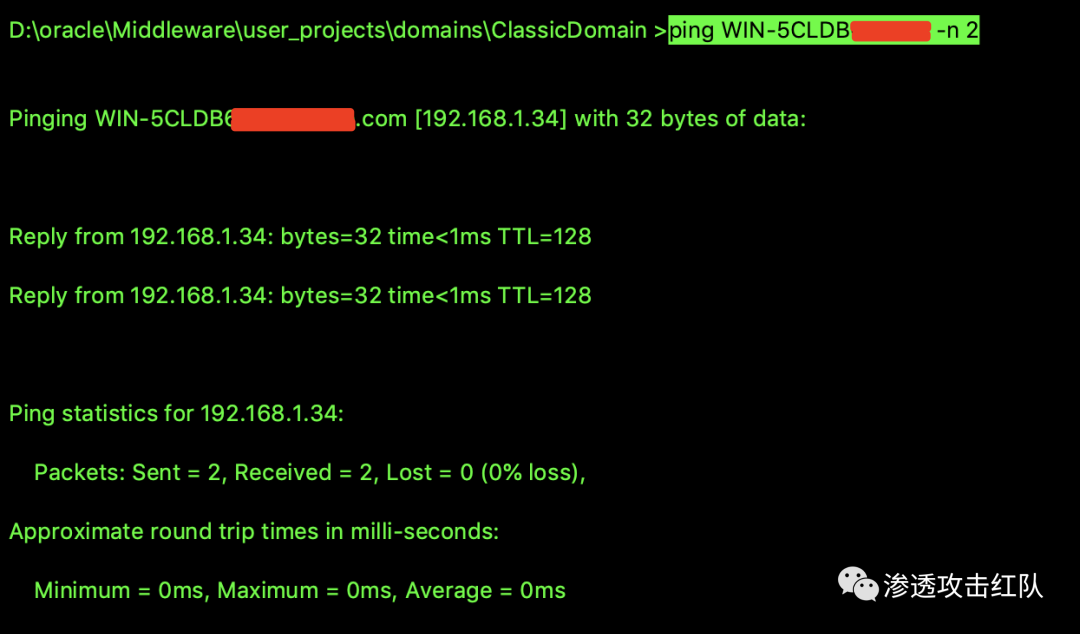 D:\oracle\Middleware\user_projects\domains\ClassicDomain >ping WIN-5CLDB -n 2
Pinging WIN-5CLDB6 .com [192.168.1.34] with 32 bytes of data:
Reply from 192.168.1.34: bytes=32 time<1ms TTL=128
Reply from 192.168.1.34: bytes=32 time<1ms TTL=128
Ping statistics for 192.168.1.34:
Packets: Sent = 2, Received = 2, Lost = 0 (0% loss),
Approximate round trip times in milli-seconds:
Minimum = 0ms, Maximum = 0ms, Average = 0ms
渗透攻击红队